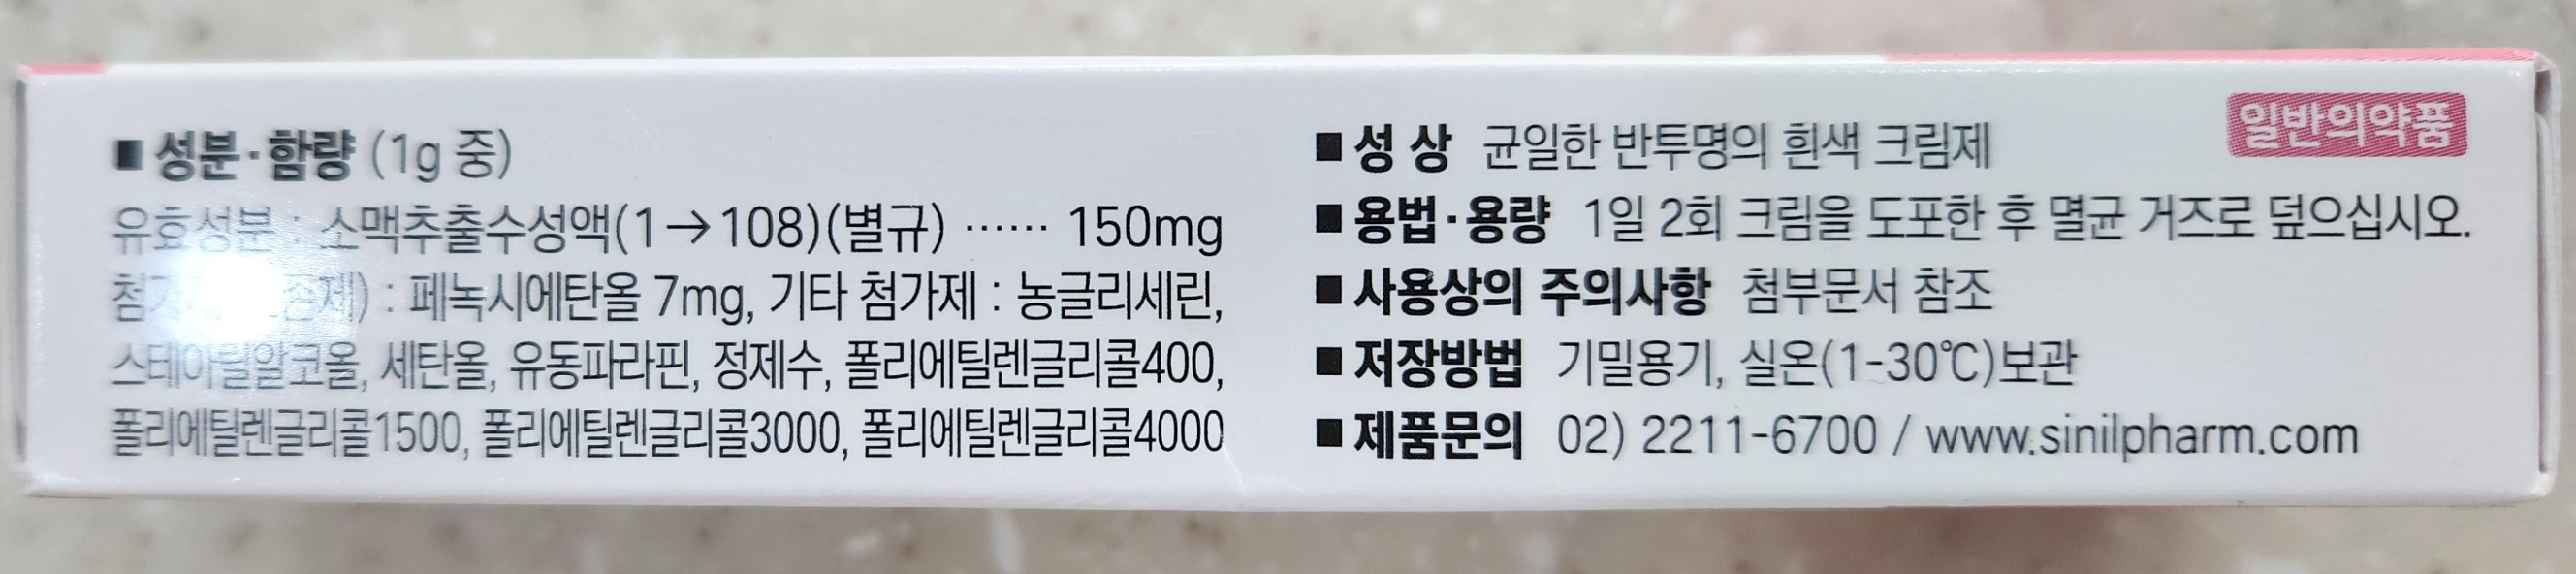 ■ 성분·함량 (1g 중)
유효성분 : 소맥추출수성액(1→108)(별규) ······ 150mg
: 페녹시에탄올 7mg, 기타 첨가제 : 농글리세린,
스테아릴알코올, 세탄올, 유동파라핀, 정제수, 폴리에틸렌글리콜400,
폴리에틸렌글리콜1500, 폴리에틸렌글리콜3000, 폴리에틸렌글리콜4000
일반의약품
■ 성 상 균일한 반투명의 흰색 크림제
■ 용법·용량 1일 2회 크림을 도포한 후 멸균 거즈로 덮으십시오.
■ 사용상의 주의사항 첨부문서 참조
■ 저장방법 기밀용기, 실온(1-30℃)보관
■ 제품문의 02) 2211-6700 / www.sinilpharm.com